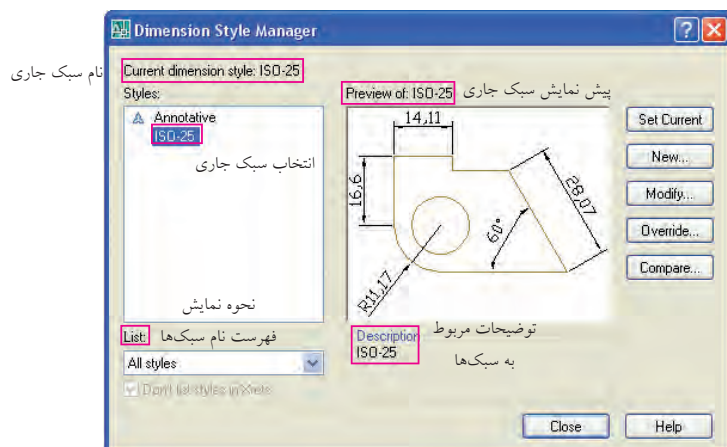 Dimension Style Manager
نام سبک جاری
Current dimension style: ISO-25
Styles:
Annotative
ISO-25
انتخاب سبک جاری
نحوه نمایش
List:
فهرست نام سبک‌ها
All styles
Don't list styles in Xrefs
Preview of: ISO-25
پیش نمایش سبک جاری
14,11
16,6
28,07
60°
R11,17
Description
ISO-25
توضیحات مربوط
به سبک‌ها
Set Current
New...
Modify...
Override...
Compare...
Close
Help